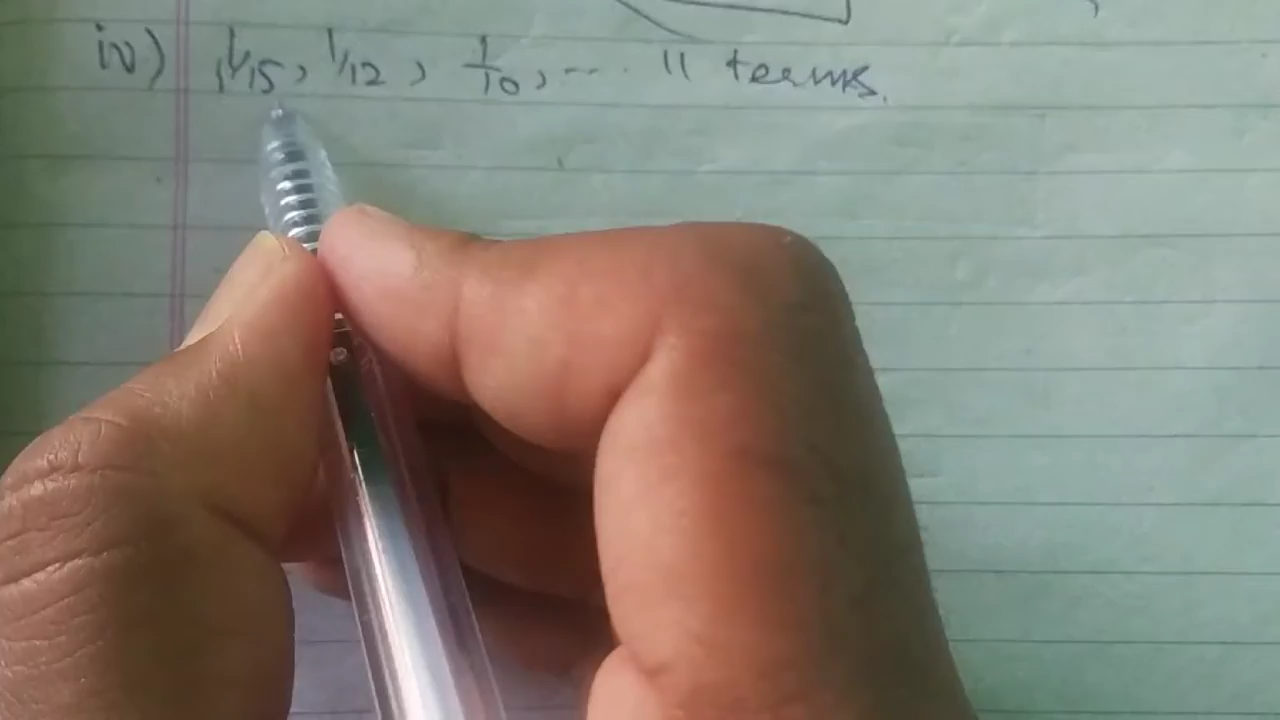 iv) 1/15, 1/12, 1/10, .... 11 terms.